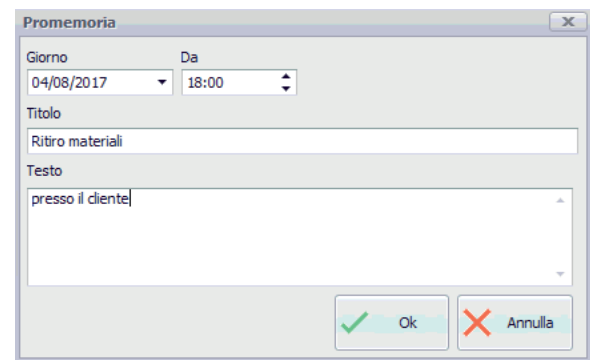 Promemoria
Giorno Da
04/08/2017 18:00
Titolo
Ritiro materiali
Testo
presso il cliente
Ok Annulla